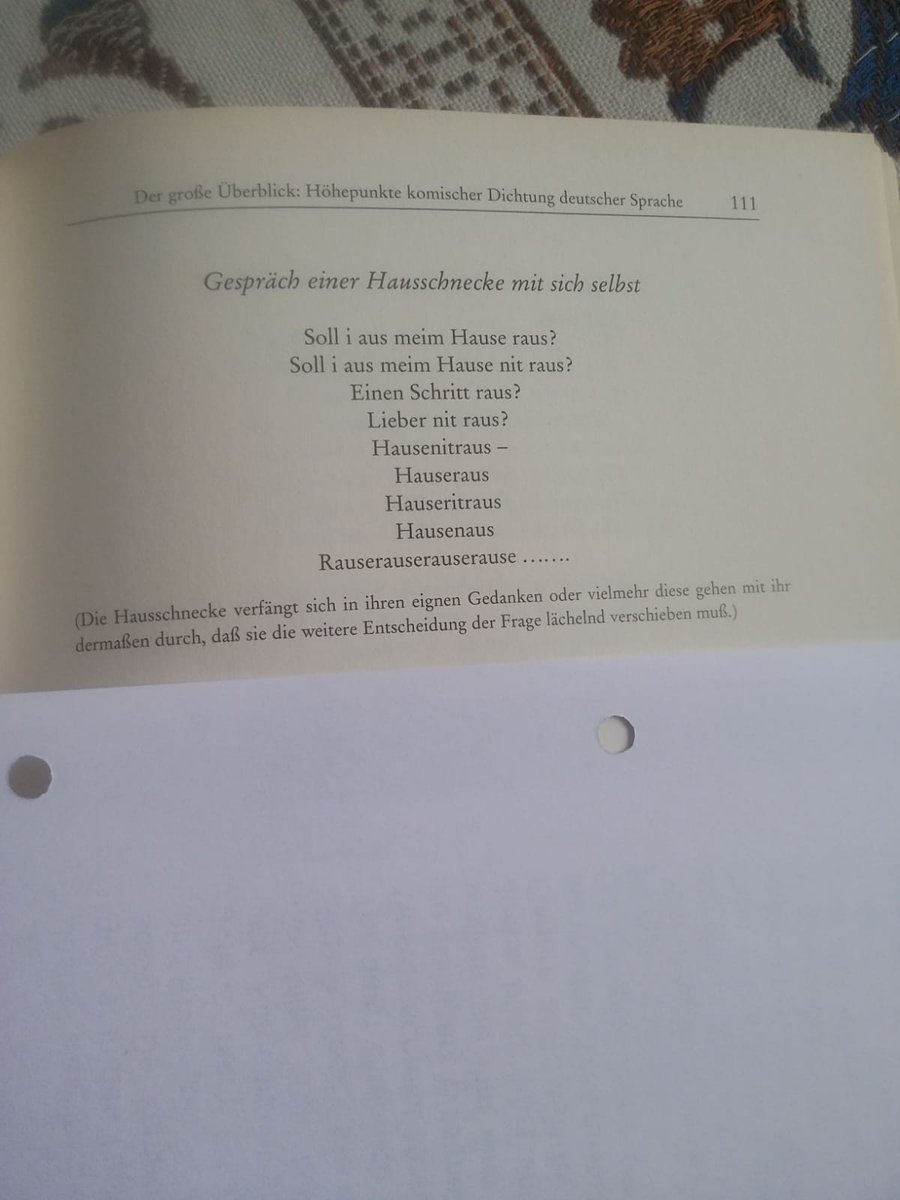 Der große Überblick: Höhepunkte komischer Dichtung deutscher Sprache 111
Gespräch einer Hausschnecke mit sich selbst
Soll i aus meim Hause raus?
Soll i aus meim Hause nit raus?
Einen Schritt raus?
Lieber nit raus?
Hausenitraus –
Hauseraus
Hauseritraus
Hausenaus
Rauserauserauserause .......
(Die Hausschnecke verfängt sich in ihren eignen Gedanken oder vielmehr diese gehen mit ihr
dermaßen durch, daß sie die weitere Entscheidung der Frage lächelnd verschieben muß.)